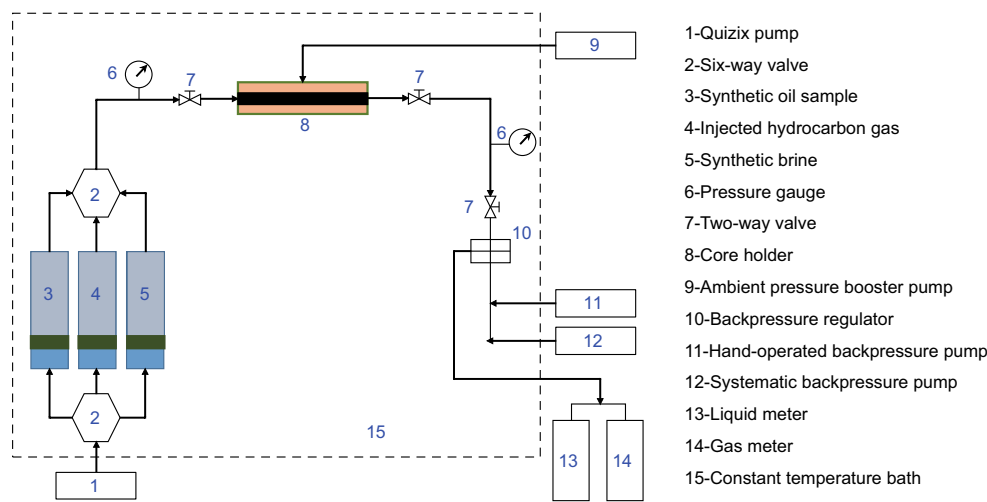 9
6
7
7
8
6
2
7
10
3
4
5
11
12
2
15
13
14
1
1-Quizix pump
2-Six-way valve
3-Synthetic oil sample
4-Injected hydrocarbon gas
5-Synthetic brine
6-Pressure gauge
7-Two-way valve
8-Core holder
9-Ambient pressure booster pump
10-Backpressure regulator
11-Hand-operated backpressure pump
12-Systematic backpressure pump
13-Liquid meter
14-Gas meter
15-Constant temperature bath